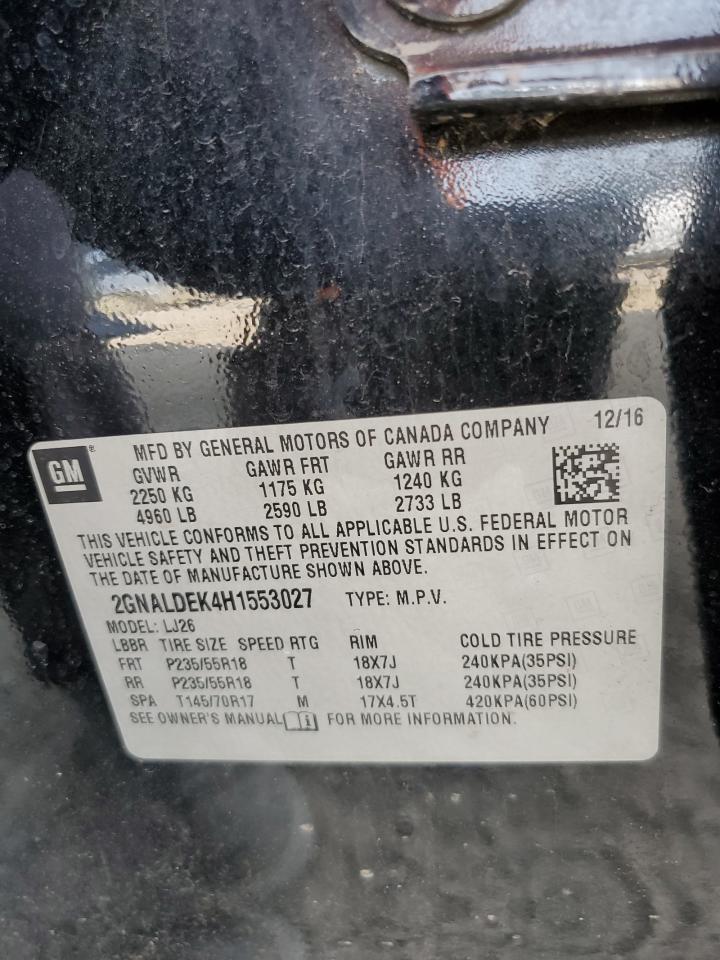 GM ® MFD BY GENERAL MOTORS OF CANADA COMPANY 12/16
GVWR GAWR FRT GAWR RR
2250 KG 1175 KG 1240 KG
4960 LB 2590 LB 2733 LB
THIS VEHICLE CONFORMS TO ALL APPLICABLE U.S. FEDERAL MOTOR
VEHICLE SAFETY AND THEFT PREVENTION STANDARDS IN EFFECT ON
THE DATE OF MANUFACTURE SHOWN ABOVE.
2GNALDEK4H1553027 TYPE: M.P.V.
MODEL: LJ26
LBBR TIRE SIZE SPEED RTG RIM COLD TIRE PRESSURE
FRT P235/55R18 T 18X7J 240KPA(35PSI)
RR P235/55R18 T 18X7J 240KPA(35PSI)
SPA T145/70R17 M 17X4.5T 420KPA(60PSI)
SEE OWNER'S MANUAL i FOR MORE INFORMATION.